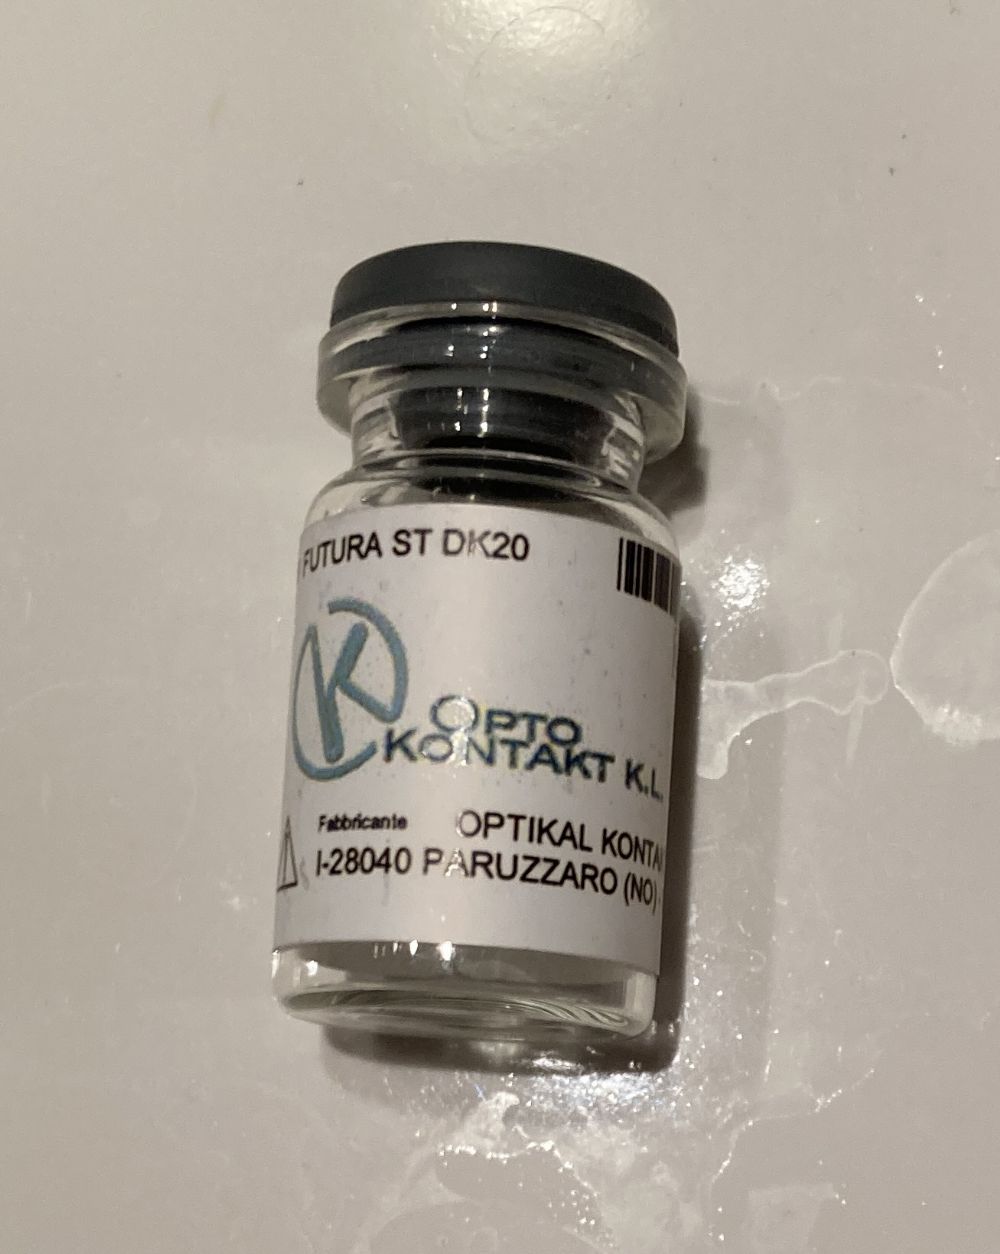 FUTURA ST DK20
K
OPTO
KONTAKT K.L.
Fabbricante OPTIKAL KONTA
I-28040 PARUZZARO (NO)